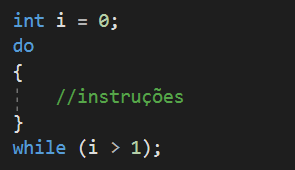 int i = 0;
do
{
    //instruções
}
while (i > 1);